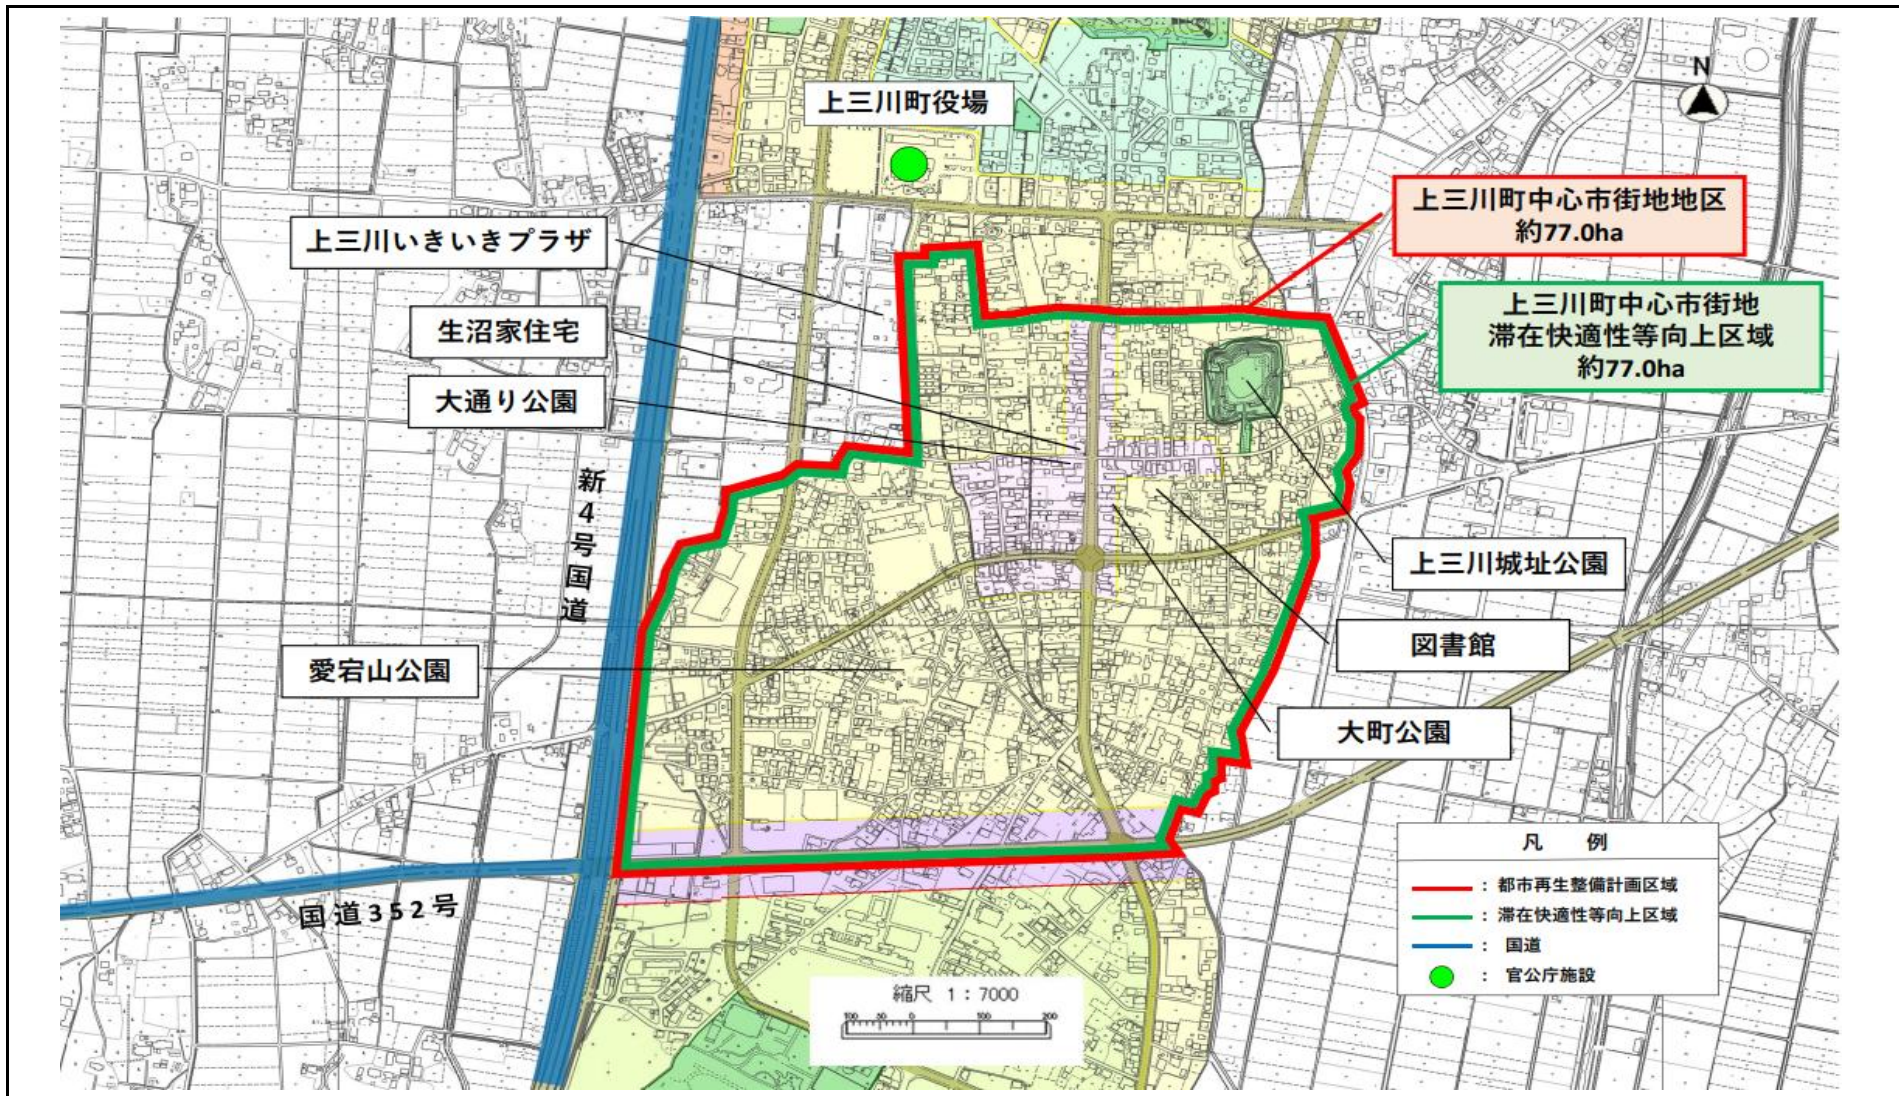 上三川町役場
N
上三川町中心市街地地区
約77.0ha
上三川いきいきプラザ
上三川町中心市街地
滞在快適性等向上区域
約77.0ha
生沼家住宅
大通り公園
新4号国道
上三川城址公園
図書館
愛宕山公園
大町公園
国道352号
凡 例
: 都市再生整備計画区域
: 滞在快適性等向上区域
: 国道
: 官公庁施設
縮尺 1：7000
100 50 0 100 200